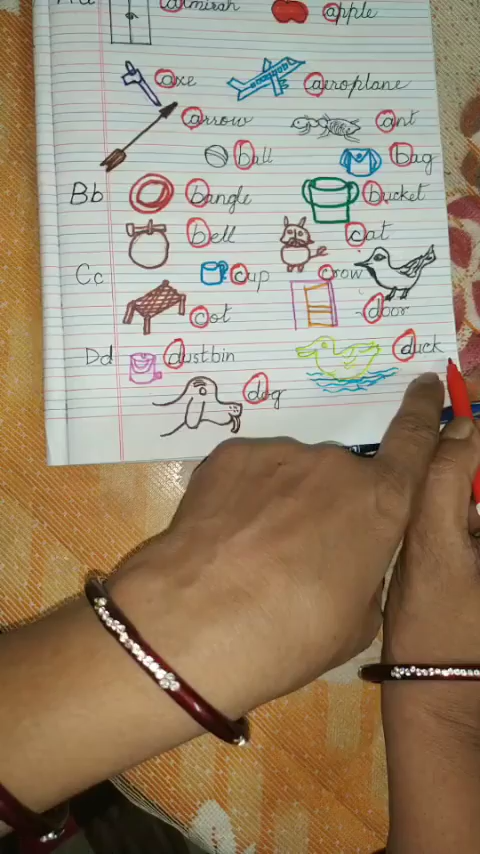 almirah apple
axe aeroplane
arrow ant
ball bag
Bb bangle bucket
bell cat
Cc cup crow
cot door
Dd dustbin duck
dog